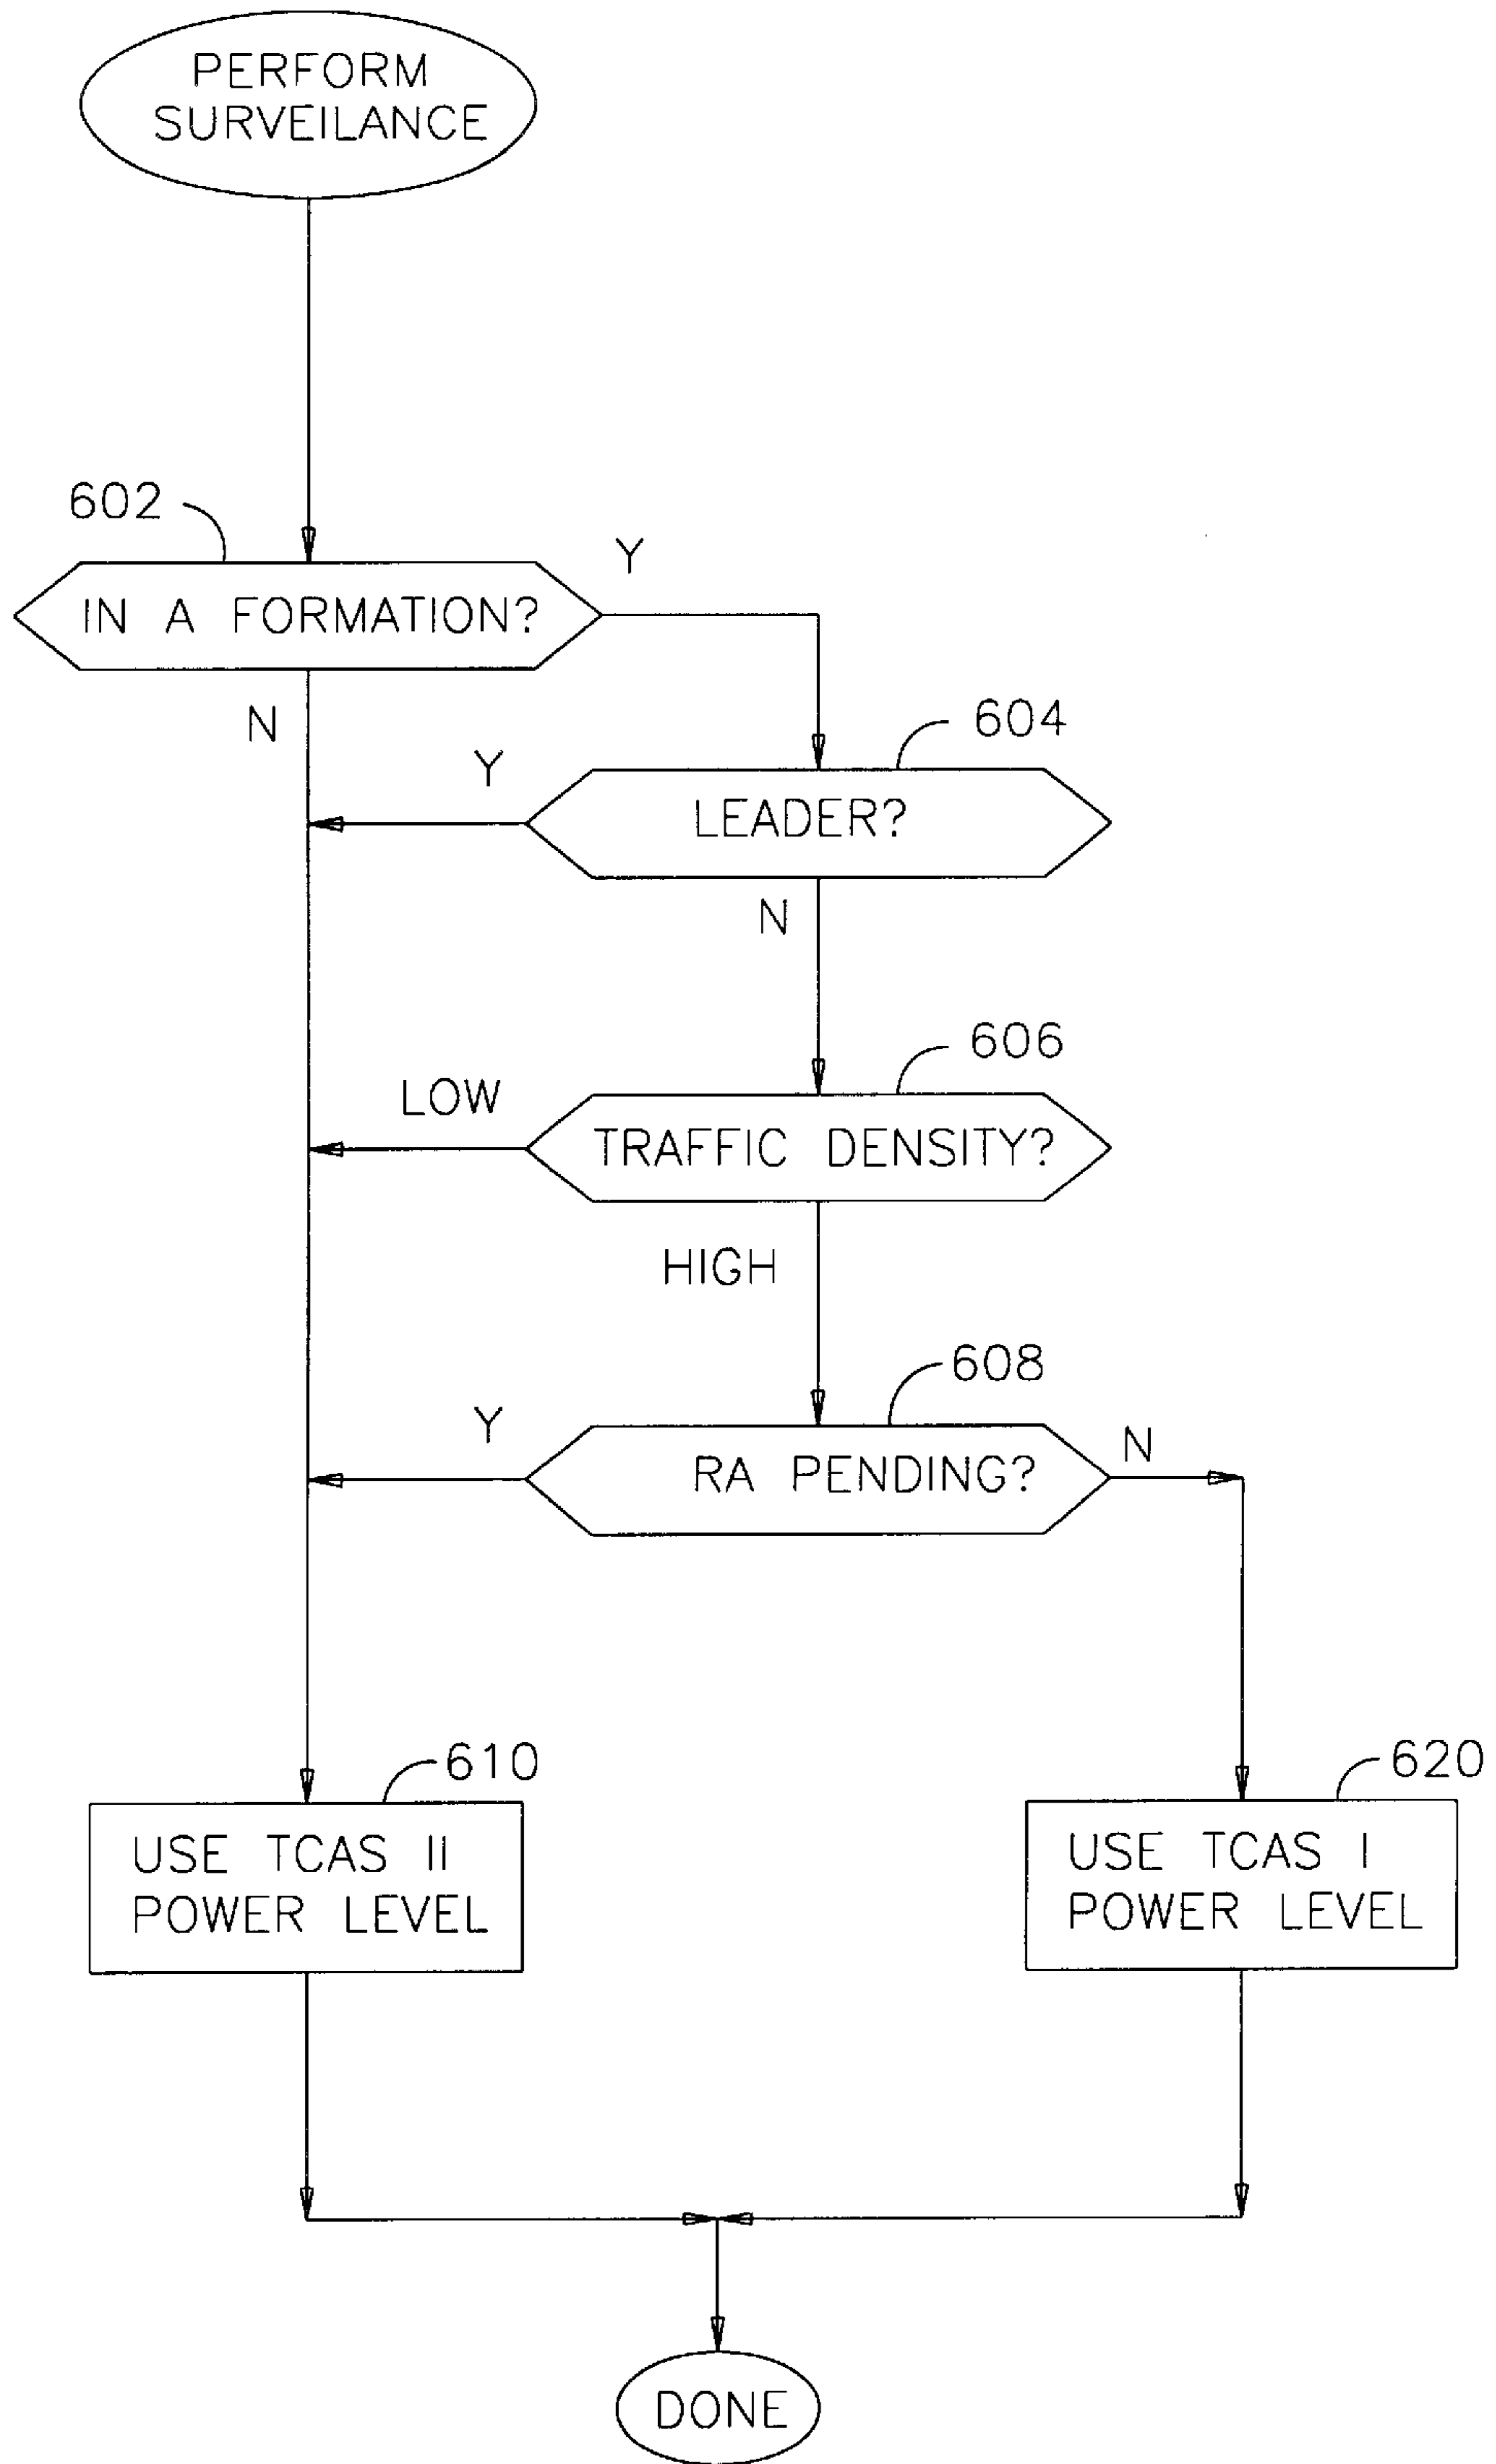 PERFORM
SURVEILANCE
602
Y
IN A FORMATION?
N
604
Y
LEADER?
N
606
LOW
TRAFFIC DENSITY?
HIGH
608
Y
N
RA PENDING?
610
620
USE TCAS II
POWER LEVEL
USE TCAS I
POWER LEVEL
DONE